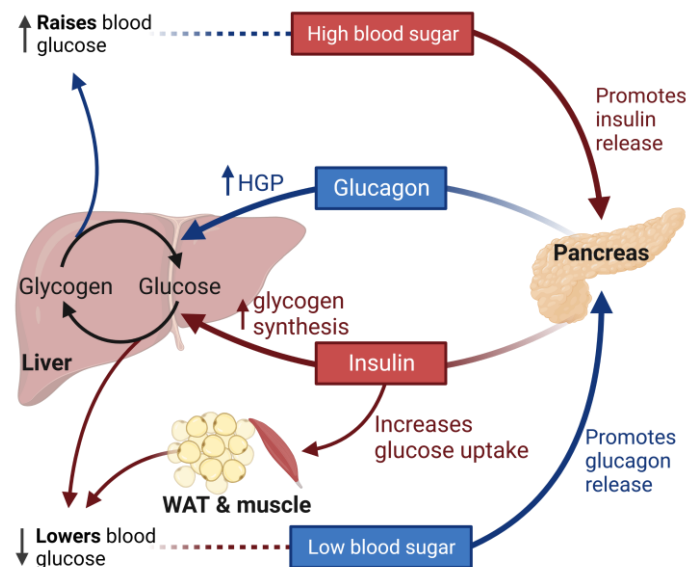 Raises blood
glucose
High blood sugar
Promotes
insulin
release
HGP
Glucagon
Pancreas
Glycogen
Glucose
glycogen
synthesis
Liver
Insulin
Increases
glucose uptake
Promotes
glucagon
release
WAT & muscle
Lowers blood
glucose
Low blood sugar